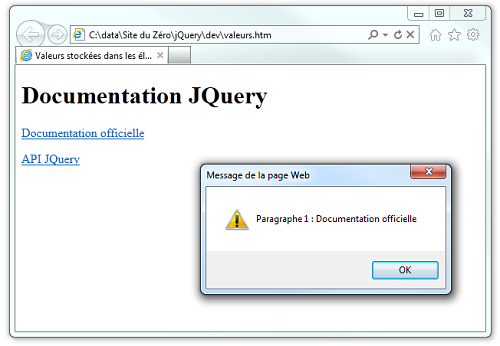 C:\data\Site du Zéro\jQuery\dev\valeurs.htm
Valeurs stockées dans les él...
Documentation JQuery
Documentation officielle
API JQuery
Message de la page Web
Paragraphe 1 : Documentation officielle
OK